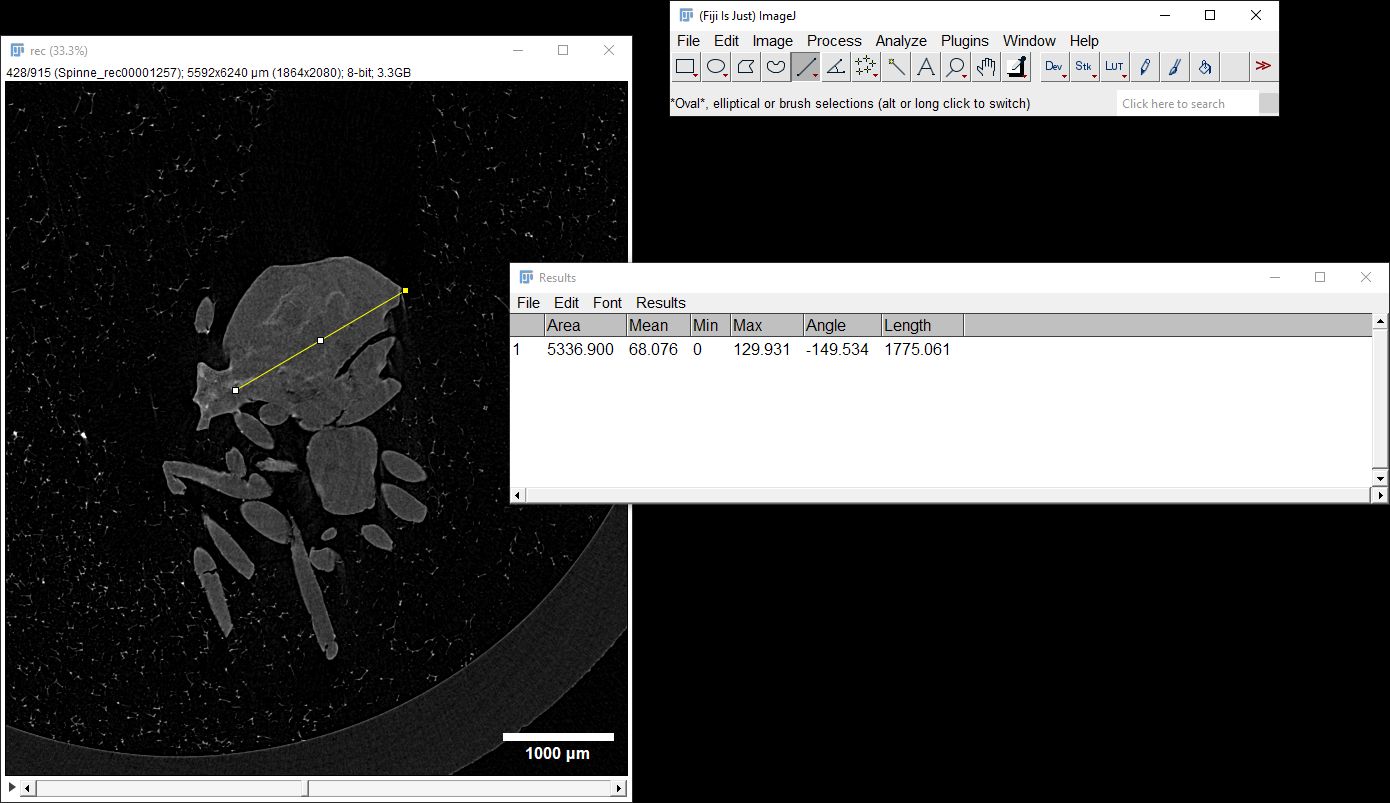 rec (33.3%)
428/915 (Spinne_rec00001257); 5592x6240 µm (1864x2080); 8-bit; 3.3GB
1000 µm
(Fiji Is Just) ImageJ
File Edit Image Process Analyze Plugins Window Help
A Dev Stk LUT >>
*Oval*, elliptical or brush selections (alt or long click to switch)
Click here to search
Results
File Edit Font Results
Area Mean Min Max Angle Length
1 5336.900 68.076 0 129.931 -149.534 1775.061